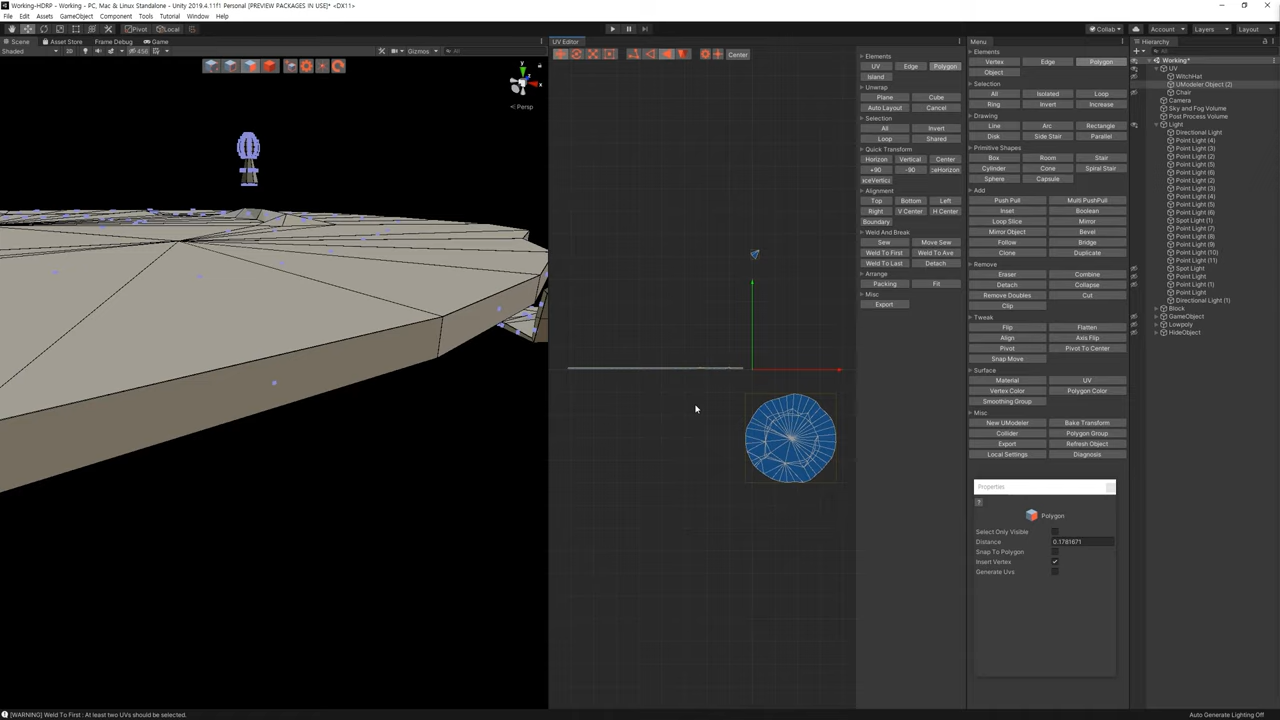 Working-HDRP - Working - PC, Mac & Linux Standalone - Unity 2019.4.11f1 Personal [PREVIEW PACKAGES IN USE]* <DX11>
File Edit Assets GameObject Component Tools Tutorial Window Help
Pivot Local Collab Account Layers Layout
Scene Asset Store Frame Debug Game
Shaded 2D 456 Gizmos All
y x
< Persp
UV Editor
Center
Elements
UV Edge Polygon
Island
Unwrap
Plane Cube
Auto Layout Cancel
Selection
All Invert
Loop Shared
Quick Transform
Horizon Vertical Center
+90 -90 :eHorizon
iceVertica
Alignment
Top Bottom Left
Right V Center H Center
Boundary
Weld And Break
Sew Move Sew
Weld To First Weld To Ave
Weld To Last Detach
Arrange
Packing Fit
Misc
Export
Menu
Elements
Vertex Edge Polygon
Object
Selection
All Isolated Loop
Ring Invert Increase
Drawing
Line Arc Rectangle
Disk Side Stair Parallel
Primitive Shapes
Box Room Stair
Cylinder Cone Spiral Stair
Sphere Capsule
Add
Push Pull Multi PushPull
Inset Boolean
Loop Slice Mirror
Mirror Object Bevel
Follow Bridge
Clone Duplicate
Remove
Eraser Combine
Detach Collapse
Remove Doubles Cut
Clip
Tweak
Flip Flatten
Align Axis Flip
Pivot Pivot To Center
Snap Move
Surface
Material UV
Vertex Color Polygon Color
Smoothing Group
Misc
New UModeler Bake Transform
Collider Polygon Group
Export Refresh Object
Local Settings Diagnosis
Properties
?
Polygon
Select Only Visible
Distance 0.1781671
Snap To Polygon
Insert Vertex
Generate Uvs
Hierarchy
All
Working*
UV
WitchHat
UModeler Object (2)
Chair
Camera
Sky and Fog Volume
Post Process Volume
Light
Directional Light
Point Light (4)
Point Light (3)
Point Light (2)
Point Light (5)
Point Light (6)
Point Light (2)
Point Light (3)
Point Light (4)
Point Light (5)
Point Light (6)
Spot Light (1)
Point Light (7)
Point Light (8)
Point Light (9)
Point Light (10)
Point Light (11)
Spot Light
Point Light
Point Light (1)
Point Light
Directional Light (1)
Block
GameObject
Lowpoly
HideObject
[WARNING] Weld To First : At least two UVs should be selected.
Auto Generate Lighting Off